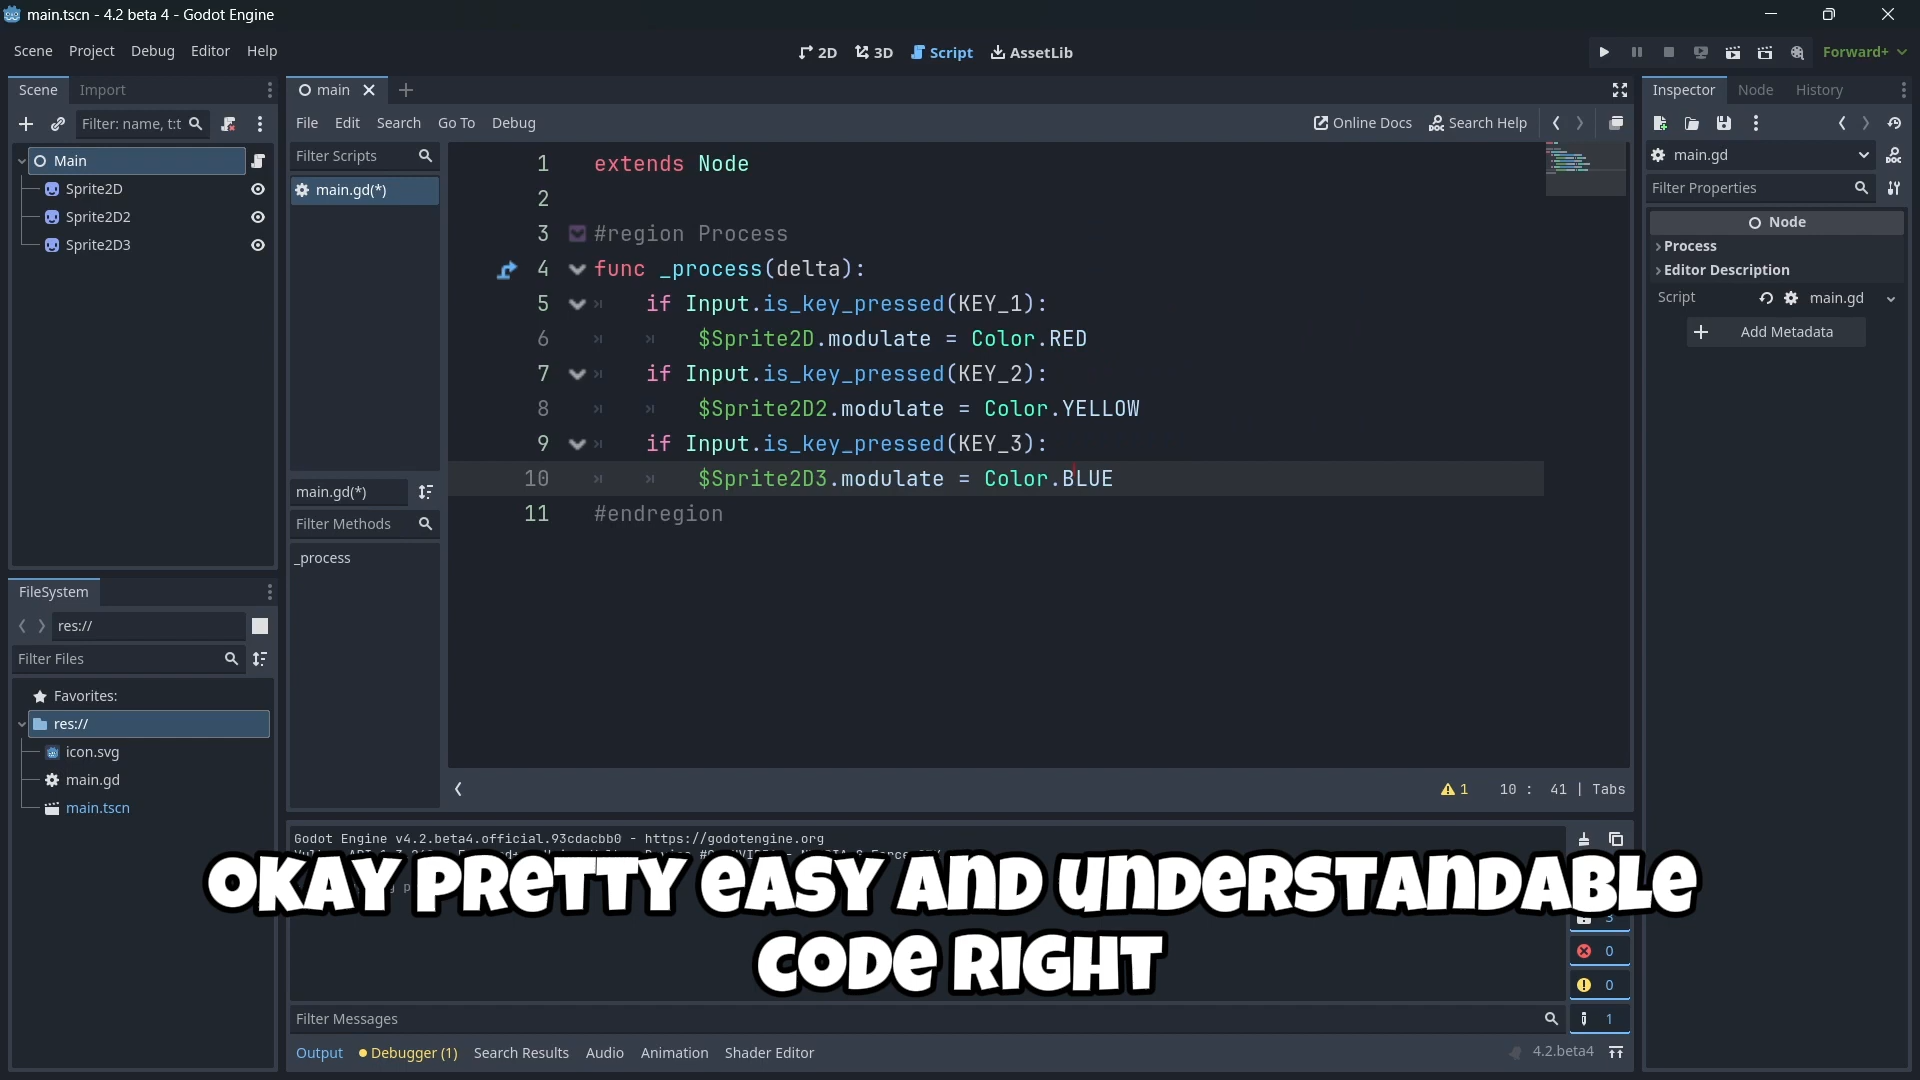 main.tscn - 4.2 beta 4 - Godot Engine
Scene Project Debug Editor Help
2D 3D Script AssetLib
Forward+
Scene Import
Filter: name, t:t
Main
Sprite2D
Sprite2D2
Sprite2D3
FileSystem
res://
Filter Files
Favorites:
res://
icon.svg
main.gd
main.tscn
main
File Edit Search Go To Debug
Online Docs Search Help
Filter Scripts
main.gd(*)
main.gd(*)
Filter Methods
_process
1 extends Node
2
3 #region Process
4 func _process(delta):
5 if Input.is_key_pressed(KEY_1):
6 $Sprite2D.modulate = Color.RED
7 if Input.is_key_pressed(KEY_2):
8 $Sprite2D2.modulate = Color.YELLOW
9 if Input.is_key_pressed(KEY_3):
10 $Sprite2D3.modulate = Color.BLUE
11 #endregion
1 10 : 41 | Tabs
Godot Engine v4.2.beta4.official.93cdacbb0 - https://godotengine.org
OKAY PRETTY EASY AND UNDERSTANDABLE
CODE RIGHT
3
0
0
1
Filter Messages
Output Debugger (1) Search Results Audio Animation Shader Editor
4.2.beta4
Inspector Node History
main.gd
Filter Properties
Node
Process
Editor Description
Script main.gd
Add Metadata